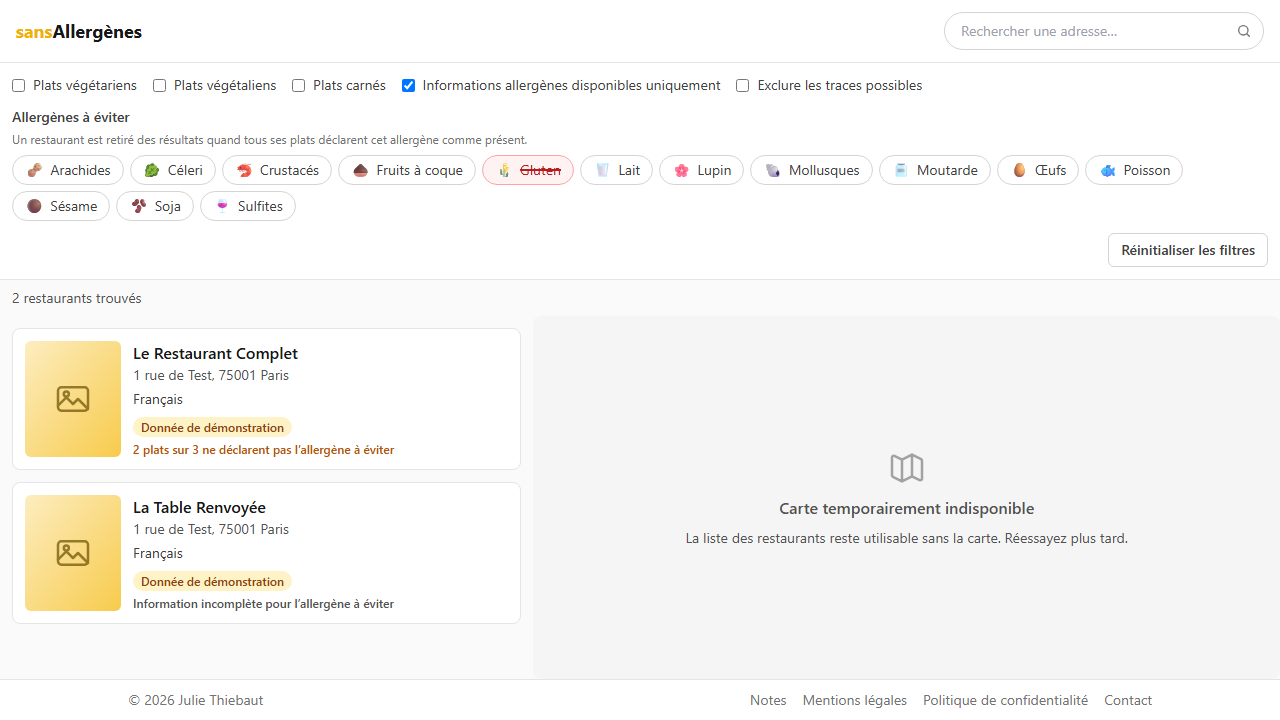 sansAllergènes
Rechercher une adresse…
Plats végétariens Plats végétaliens Plats carnés Informations allergènes disponibles uniquement Exclure les traces possibles
Allergènes à éviter
Un restaurant est retiré des résultats quand tous ses plats déclarent cet allergène comme présent.
Arachides Céleri Crustacés Fruits à coque Gluten Lait Lupin Mollusques Moutarde Œufs Poisson
Sésame Soja Sulfites
Réinitialiser les filtres
2 restaurants trouvés
Le Restaurant Complet
1 rue de Test, 75001 Paris
Français
Donnée de démonstration
2 plats sur 3 ne déclarent pas l’allergène à éviter
La Table Renvoyée
1 rue de Test, 75001 Paris
Français
Donnée de démonstration
Information incomplète pour l’allergène à éviter
Carte temporairement indisponible
La liste des restaurants reste utilisable sans la carte. Réessayez plus tard.
© 2026 Julie Thiebaut
Notes Mentions légales Politique de confidentialité Contact